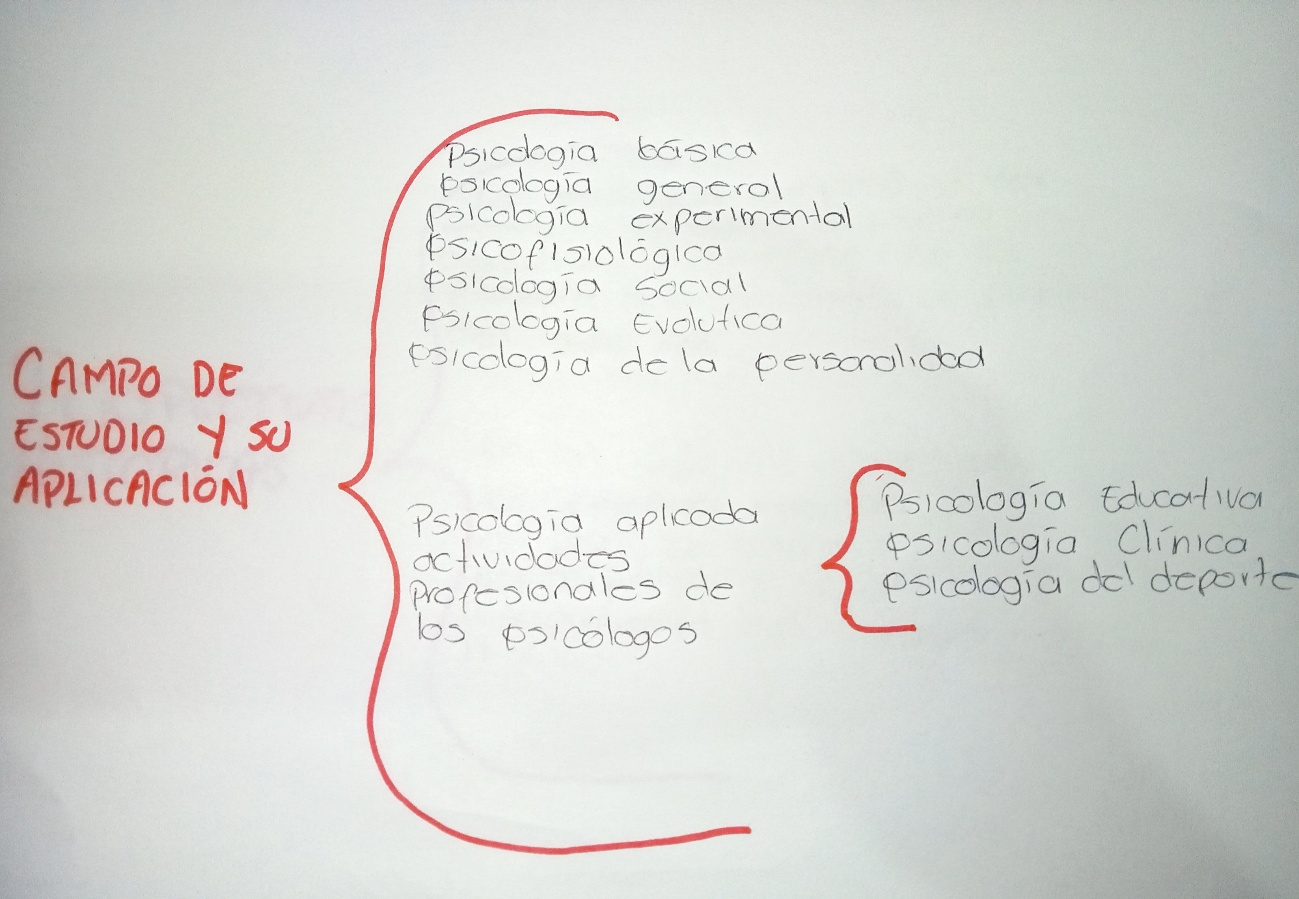 CAMPO DE
ESTUDIO Y SU
APLICACIÓN
Psicología básica
psicología general
psicología experimental
psicofisiológica
psicología social
psicología Evolutica
psicología de la personalidad
Psicología aplicada
actividades
profesionales de
los psicólogos
Psicología Educativa
psicología Clínica
psicología del deporte